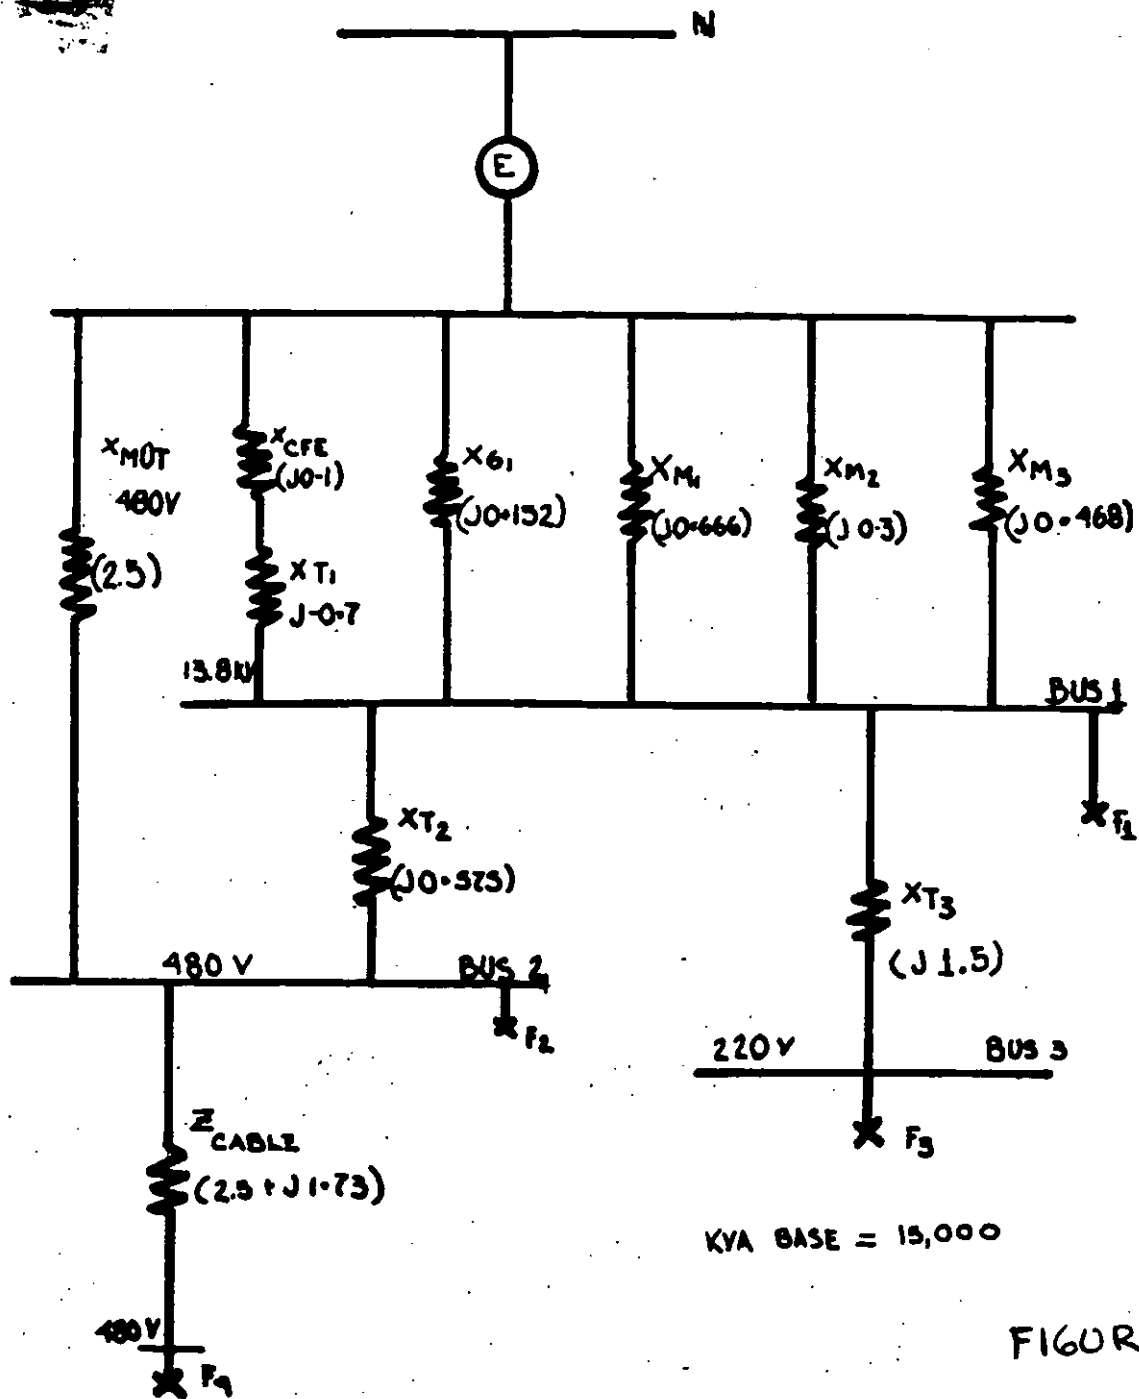 N
E
XMOT
480V
(2.5)
XCFE
(J0.1)
XT1
J-0.7
XG1
(J0.152)
XM1
(J0.666)
XM2
(J0.3)
XM3
(J0.468)
13.8KV
BUS 1
F1
XT2
(J0.575)
XT3
(J1.5)
480 V
BUS 2
F2
220 V
BUS 3
F3
ZCABLE
(2.5 + J1.73)
KVA BASE = 15,000
480V
F4
FIGUR